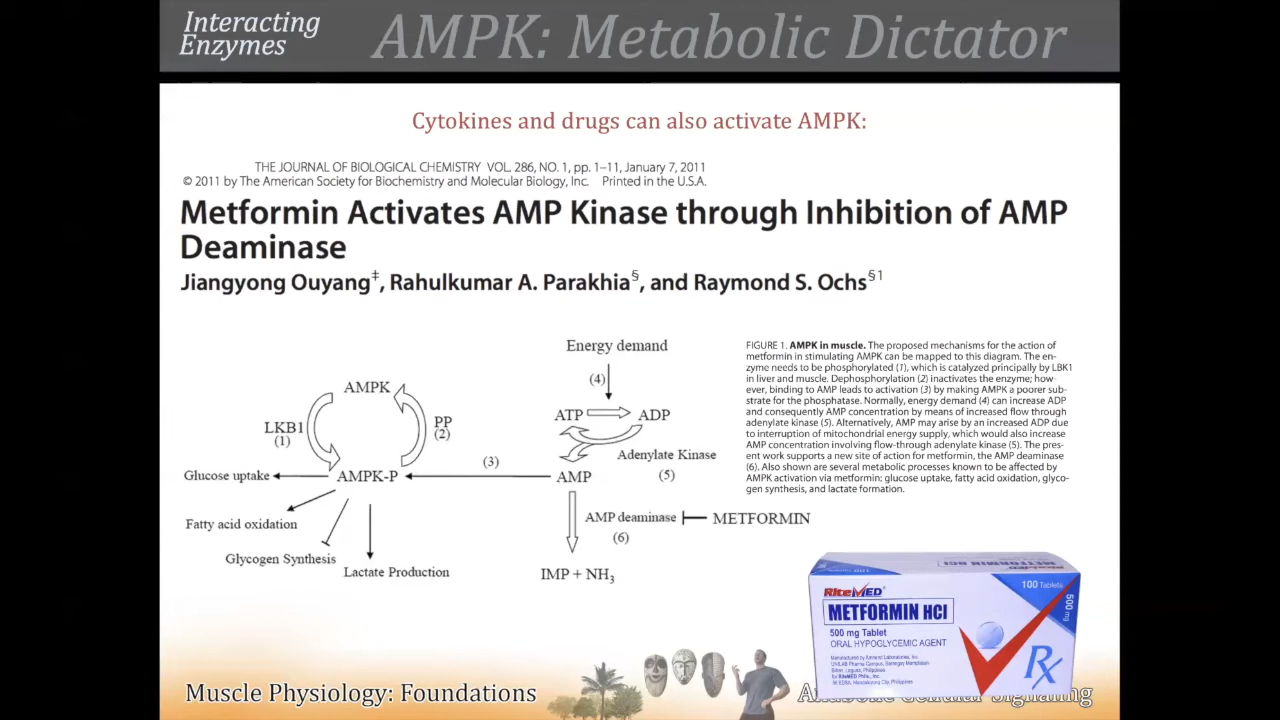 Interacting
Enzymes
AMPK: Metabolic Dictator
Cytokines and drugs can also activate AMPK:
THE JOURNAL OF BIOLOGICAL CHEMISTRY VOL. 286, NO. 1, pp. 1–11, January 7, 2011
© 2011 by The American Society for Biochemistry and Molecular Biology, Inc. Printed in the U.S.A.
Metformin Activates AMP Kinase through Inhibition of AMP
Deaminase
Jiangyong Ouyang‡, Rahulkumar A. Parakhia§, and Raymond S. Ochs§1
Energy demand
(4)
AMPK
ATP
ADP
LKB1
(1)
PP
(2)
Adenylate Kinase
(5)
Glucose uptake
AMPK-P
(3)
AMP
Fatty acid oxidation
AMP deaminase
(6)
METFORMIN
Glycogen Synthesis
Lactate Production
IMP + NH3
FIGURE 1. AMPK in muscle. The proposed mechanisms for the action of
metformin in stimulating AMPK can be mapped to this diagram. The en-
zyme needs to be phosphorylated (1), which is catalyzed principally by LBK1
in liver and muscle. Dephosphorylation (2) inactivates the enzyme; how-
ever, binding to AMP leads to activation (3) by making AMPK a poorer sub-
strate for the phosphatase. Normally, energy demand (4) can increase ADP
and consequently AMP concentration by means of increased flow through
adenylate kinase (5). Alternatively, AMP may arise by an increased ADP due
to interruption of mitochondrial energy supply, which would also increase
AMP concentration involving flow-through adenylate kinase (5). The pres-
ent work supports a new site of action for metformin, the AMP deaminase
(6). Also shown are several metabolic processes known to be affected by
AMPK activation via metformin: glucose uptake, fatty acid oxidation, glyco-
gen synthesis, and lactate formation.
METFORMIN HCl
100 Tablets
500 mg
RiteMED
METFORMIN HCl
500 mg Tablet
ORAL HYPOGLYCEMIC AGENT
Rx
Muscle Physiology: Foundations
Anabolic Cellular Signaling